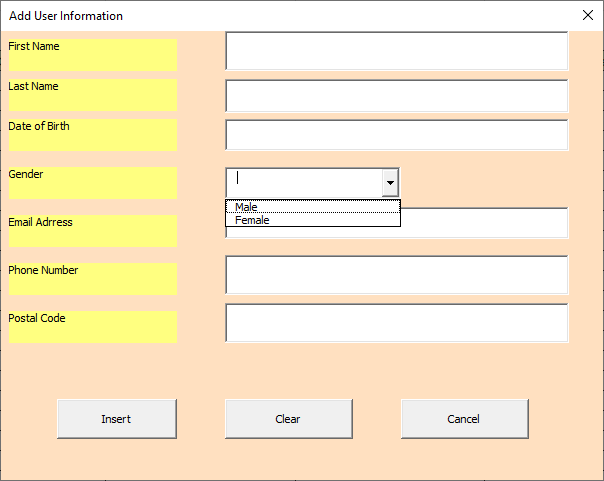 Add User Information
First Name
Last Name
Date of Birth
Gender
Male
Female
Email Adrress
Phone Number
Postal Code
Insert
Clear
Cancel